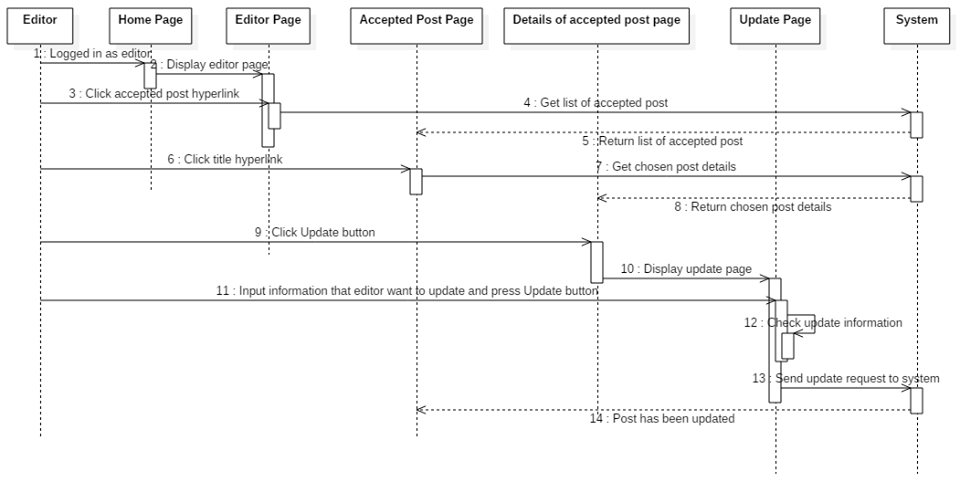 Editor
Home Page
Editor Page
Accepted Post Page
Details of accepted post page
Update Page
System
1 : Logged in as editor
2 : Display editor page
3 : Click accepted post hyperlink
4 : Get list of accepted post
5 : Return list of accepted post
6 : Click title hyperlink
7 : Get chosen post details
8 : Return chosen post details
9 : Click Update button
10 : Display update page
11 : Input information that editor want to update and press Update button
12 : Check update information
13 : Send update request to system
14 : Post has been updated